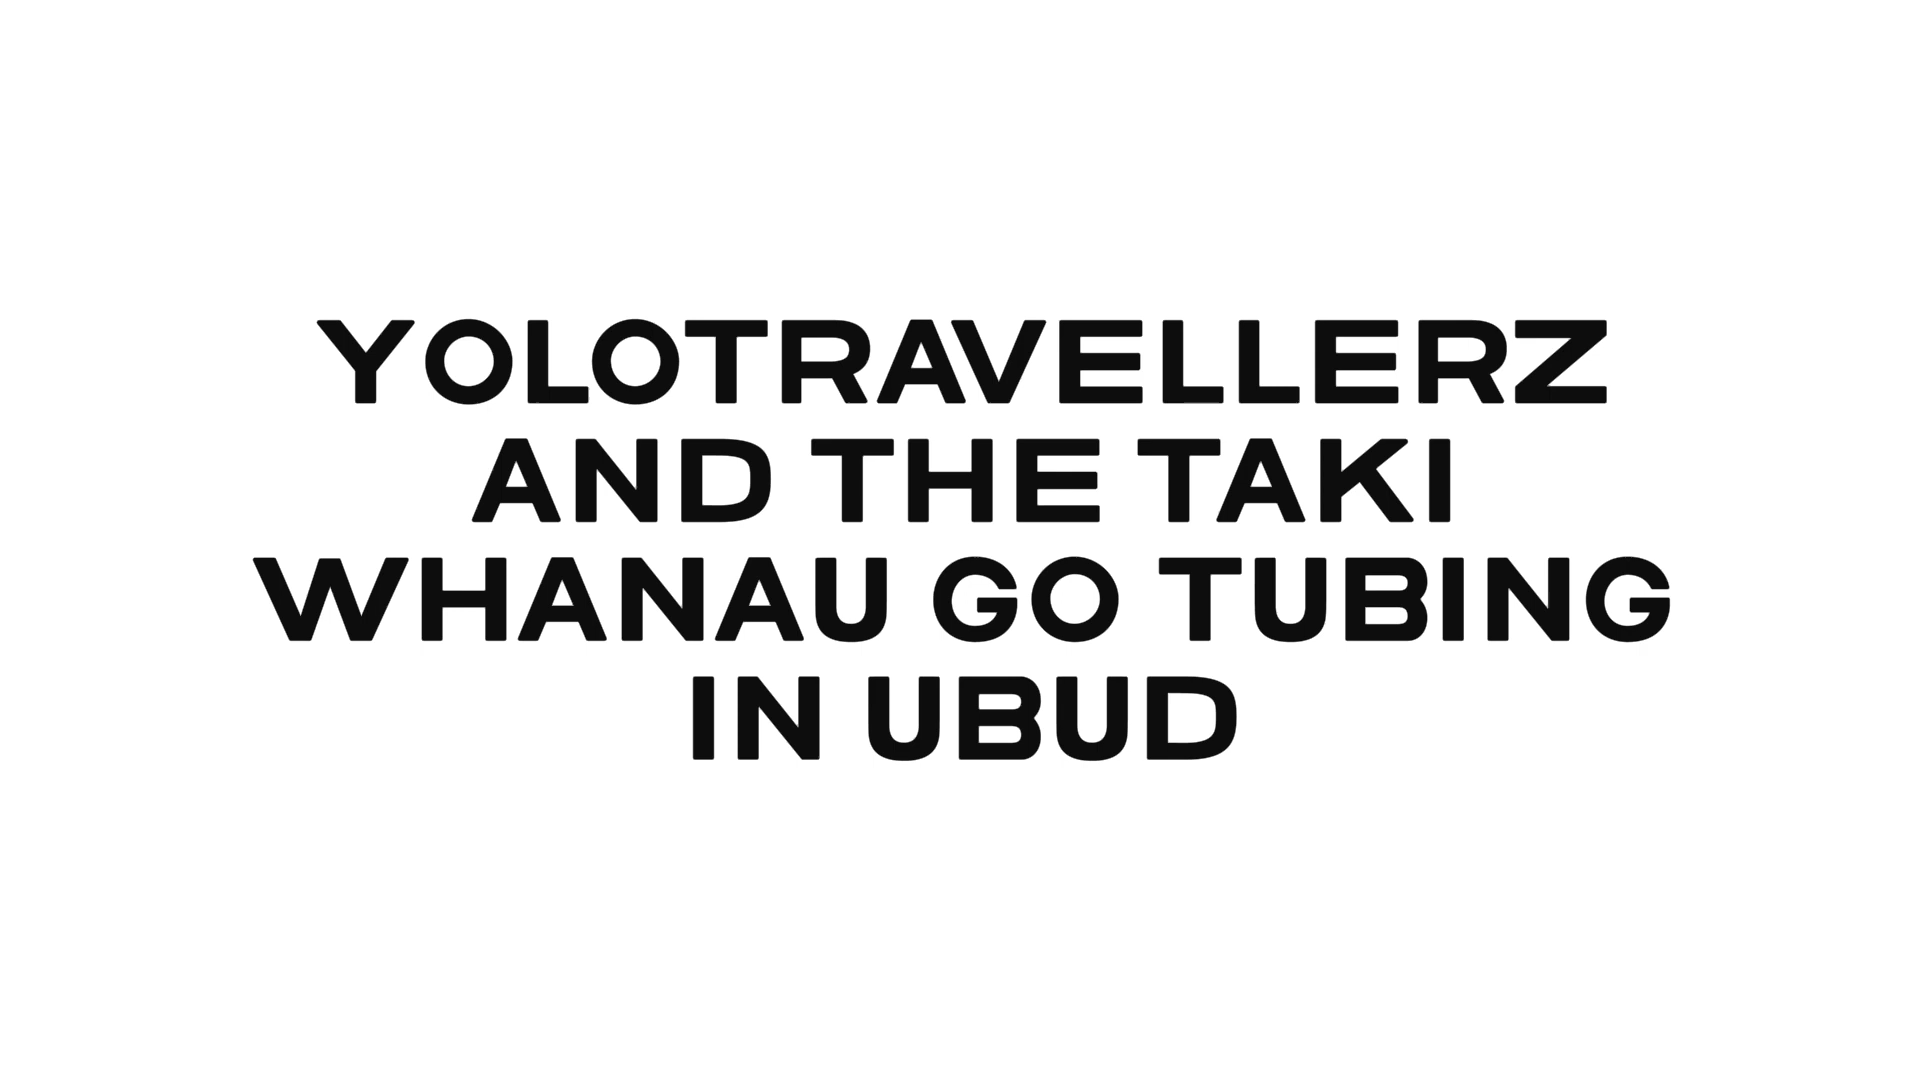 YOLOTRAVELLERZ
AND THE TAKI
WHANAU GO TUBING
IN UBUD